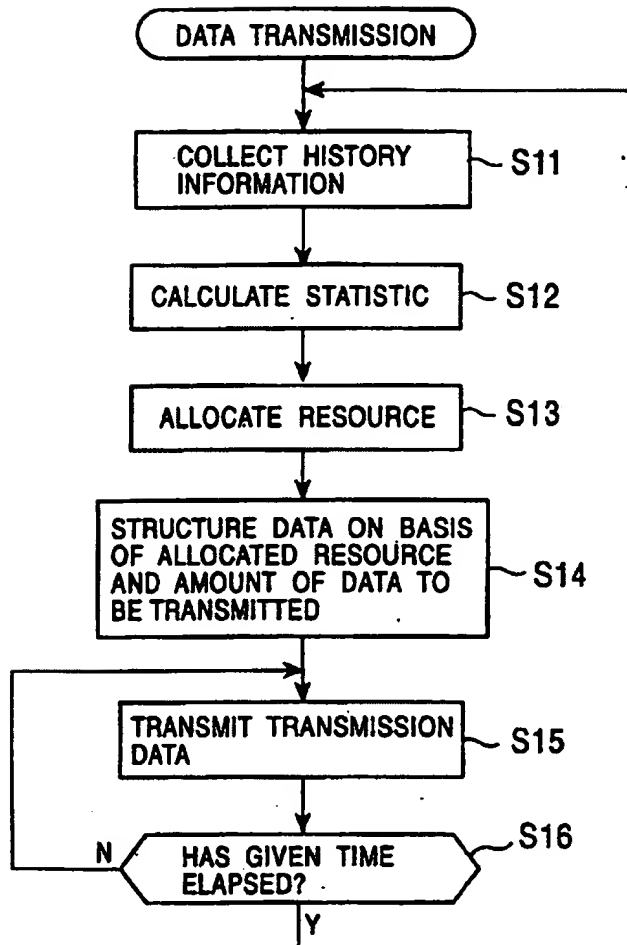 DATA TRANSMISSION
COLLECT HISTORY
INFORMATION
S11
CALCULATE STATISTIC
S12
ALLOCATE RESOURCE
S13
STRUCTURE DATA ON BASIS
OF ALLOCATED RESOURCE
AND AMOUNT OF DATA TO
BE TRANSMITTED
S14
TRANSMIT TRANSMISSION
DATA
S15
HAS GIVEN TIME
ELAPSED?
S16
N
Y